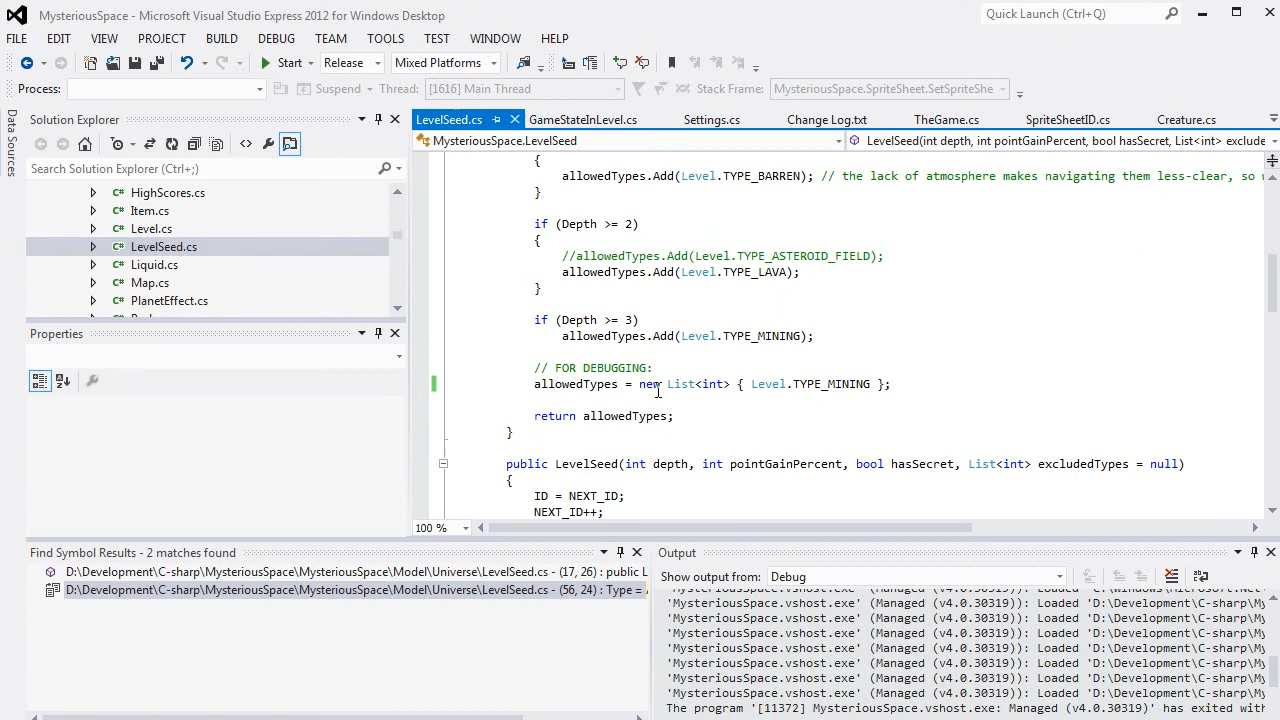 MysteriousSpace - Microsoft Visual Studio Express 2012 for Windows Desktop
Quick Launch (Ctrl+Q)
FILE EDIT VIEW PROJECT BUILD DEBUG TEAM TOOLS TEST WINDOW HELP
Start Release Mixed Platforms
Process: Suspend Thread: [1616] Main Thread Stack Frame: MysteriousSpace.SpriteSheet.SetSpriteShe
Data Sources
Solution Explorer
Search Solution Explorer (Ctrl+;)
C# HighScores.cs
C# Item.cs
C# Level.cs
C# LevelSeed.cs
C# Liquid.cs
C# Map.cs
C# PlanetEffect.cs
Properties
LevelSeed.cs GameStateInLevel.cs Settings.cs Change Log.txt TheGame.cs SpriteSheetID.cs Creature.cs
MysteriousSpace.LevelSeed LevelSeed(int depth, int pointGainPercent, bool hasSecret, List<int> exclude
{
allowedTypes.Add(Level.TYPE_BARREN); // the lack of atmosphere makes navigating them less-clear, so
}
if (Depth >= 2)
{
//allowedTypes.Add(Level.TYPE_ASTEROID_FIELD);
allowedTypes.Add(Level.TYPE_LAVA);
}
if (Depth >= 3)
allowedTypes.Add(Level.TYPE_MINING);
// FOR DEBUGGING:
allowedTypes = new List<int> { Level.TYPE_MINING };
return allowedTypes;
}
public LevelSeed(int depth, int pointGainPercent, bool hasSecret, List<int> excludedTypes = null)
{
ID = NEXT_ID;
NEXT_ID++;
100 %
Find Symbol Results - 2 matches found
D:\Development\C-sharp\MysteriousSpace\MysteriousSpace\Model\Universe\LevelSeed.cs - (17, 26) : public L
D:\Development\C-sharp\MysteriousSpace\MysteriousSpace\Model\Universe\LevelSeed.cs - (56, 24) : Type =
Output
Show output from: Debug
'MysteriousSpace.vshost.exe' (Managed (v4.0.30319)): Loaded 'C:\Windows\Microsoft.Net
'MysteriousSpace.vshost.exe' (Managed (v4.0.30319)): Loaded 'D:\Development\C-sharp\My
'MysteriousSpace.vshost.exe' (Managed (v4.0.30319)): Loaded 'D:\Development\C-sharp\My
'MysteriousSpace.vshost.exe' (Managed (v4.0.30319)): Loaded 'D:\Development\C-sharp\My
'MysteriousSpace.vshost.exe' (Managed (v4.0.30319)): Loaded 'D:\Development\C-sharp\My
'MysteriousSpace.vshost.exe' (Managed (v4.0.30319)): Loaded 'D:\Development\C-sharp\My
'MysteriousSpace.vshost.exe' (Managed (v4.0.30319)): Loaded 'D:\Development\C-sharp\My
'MysteriousSpace.vshost.exe' (Managed (v4.0.30319)): Loaded 'D:\Development\C-sharp\My
The program '[11372] MysteriousSpace.vshost.exe: Managed (v4.0.30319)' has exited with